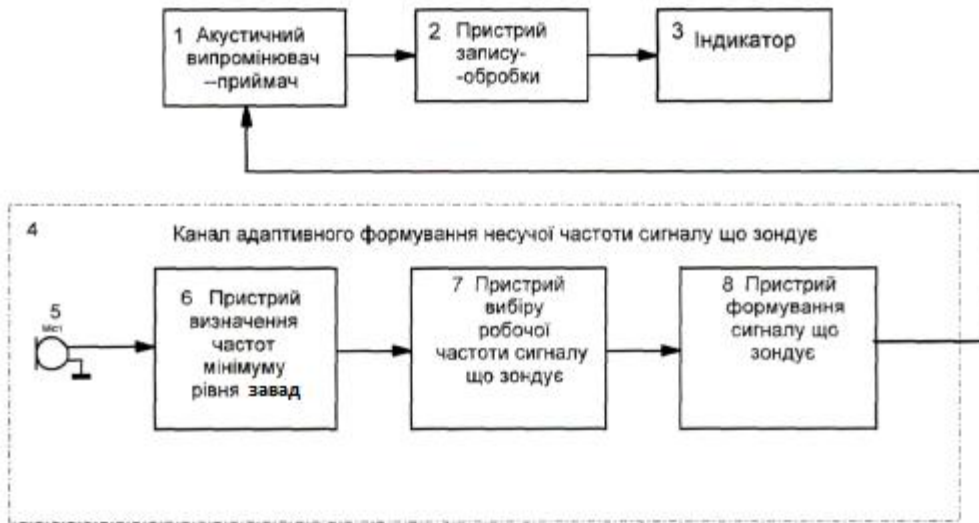 1 Акустичний
випромінювач
--приймач
2 Пристрий
запису-
-обробки
3 Індикатор
4
Канал адаптивного формування несучої частоти сигналу що зондує
5
6 Пристрий
визначення
частот
мінімуму
рівня завад
7 Пристрий
вибіру
робочої
частоти сигналу
що зондує
8 Пристрий
формування
сигналу що
зондує